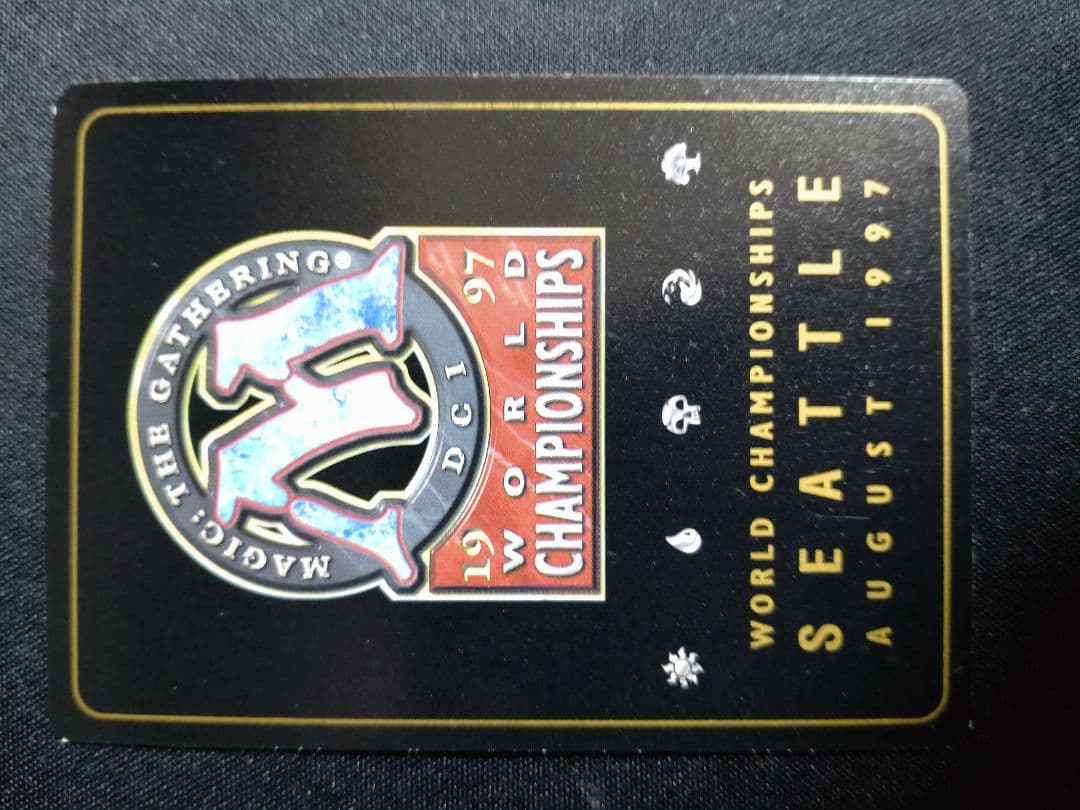 MAGIC: THE GATHERING®
DCI
19 97
WORLD
CHAMPIONSHIPS
WORLD CHAMPIONSHIPS
SEATTLE
AUGUST 1997